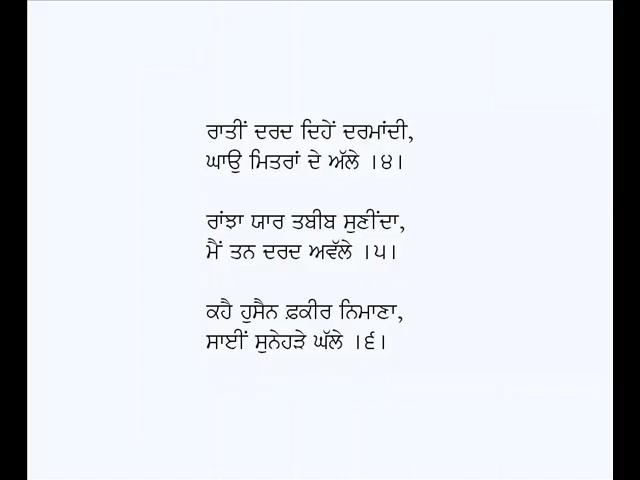 ਰਾਤੀਂ ਦਰਦ ਦਿਹੇਂ ਦਰਮਾਂਦੀ,
ਘਾਉ ਮਿਤਰਾਂ ਦੇ ਅੱਲੇ ।੪।
ਰਾਂਝਾ ਯਾਰ ਤਬੀਬ ਸੁਣੀਂਦਾ,
ਮੈਂ ਤਨ ਦਰਦ ਅਵੱਲੇ ।੫।
ਕਹੈ ਹੁਸੈਨ ਫ਼ਕੀਰ ਨਿਮਾਣਾ,
ਸਾਈਂ ਸੁਨੇਹੜੇ ਘੱਲੇ ।੬।